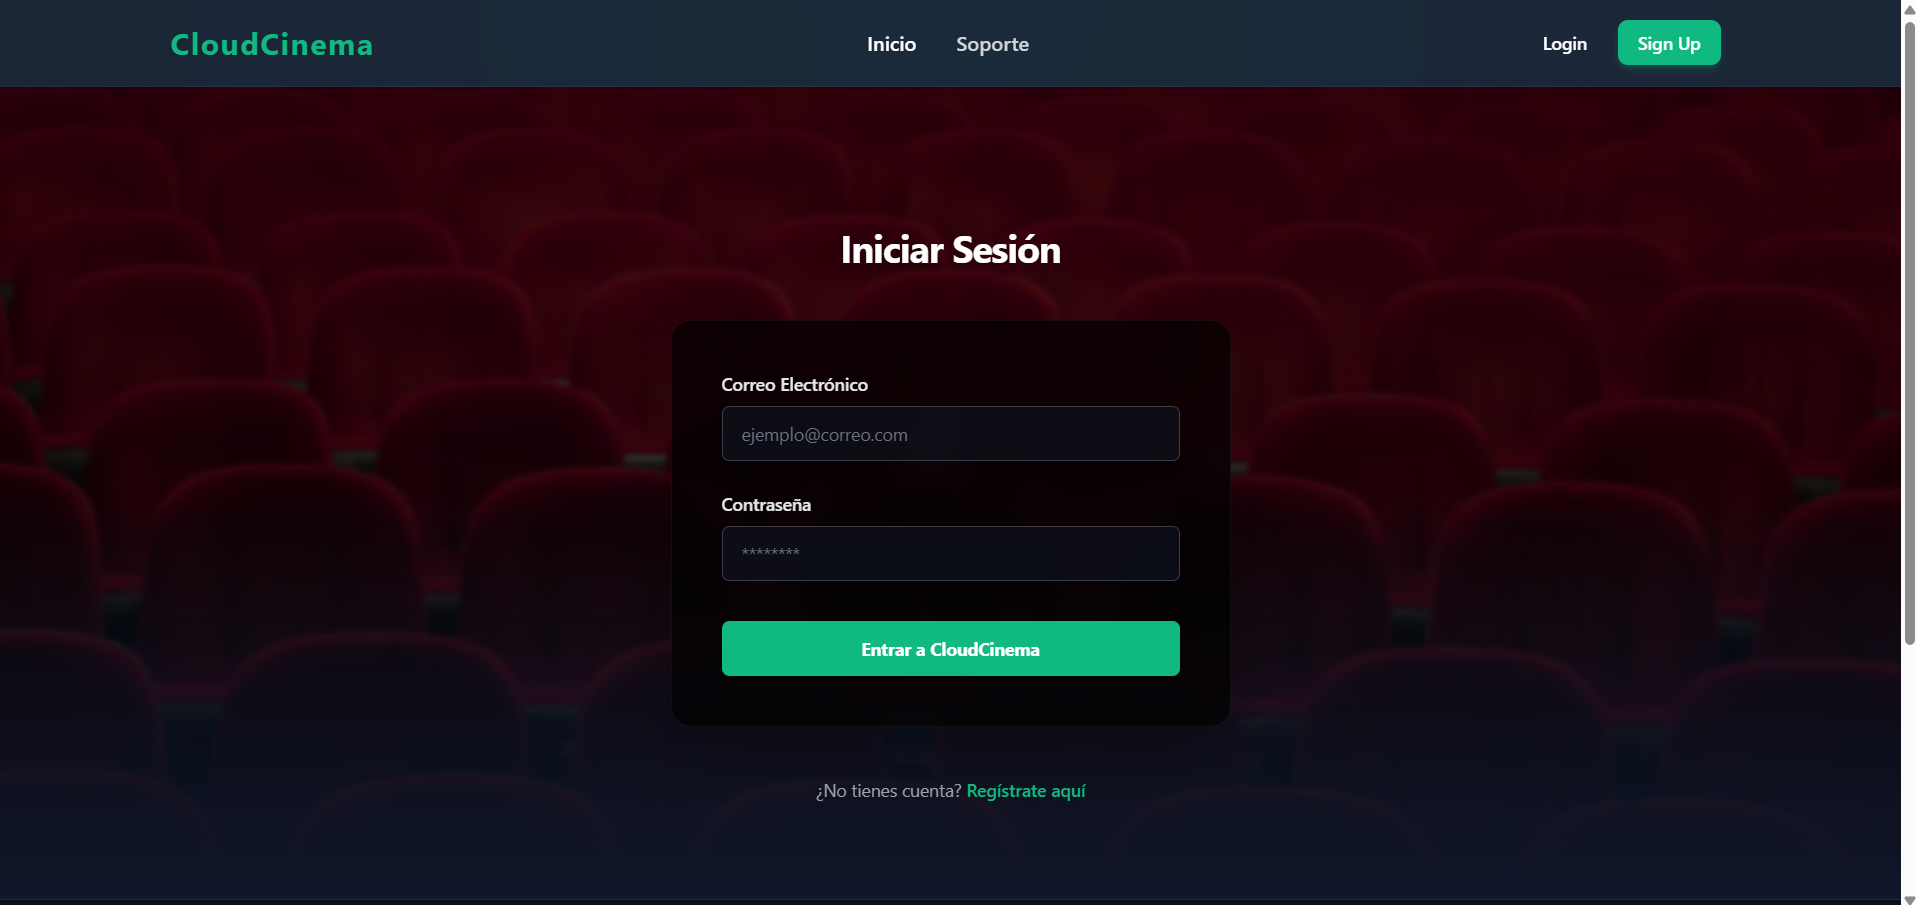 CloudCinema
Inicio
Soporte
Login
Sign Up
Iniciar Sesión
Correo Electrónico
ejemplo@correo.com
Contraseña
********
Entrar a CloudCinema
¿No tienes cuenta? Regístrate aquí